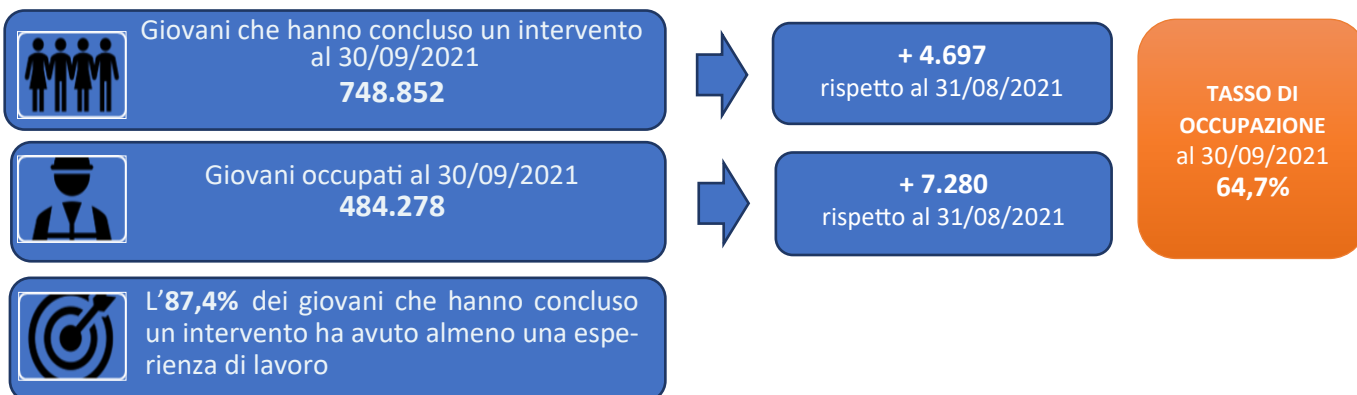 Giovani che hanno concluso un intervento
al 30/09/2021
748.852
+ 4.697
rispetto al 31/08/2021
Giovani occupati al 30/09/2021
484.278
+ 7.280
rispetto al 31/08/2021
TASSO DI
OCCUPAZIONE
al 30/09/2021
64,7%
L'87,4% dei giovani che hanno concluso
un intervento ha avuto almeno una espe-
rienza di lavoro